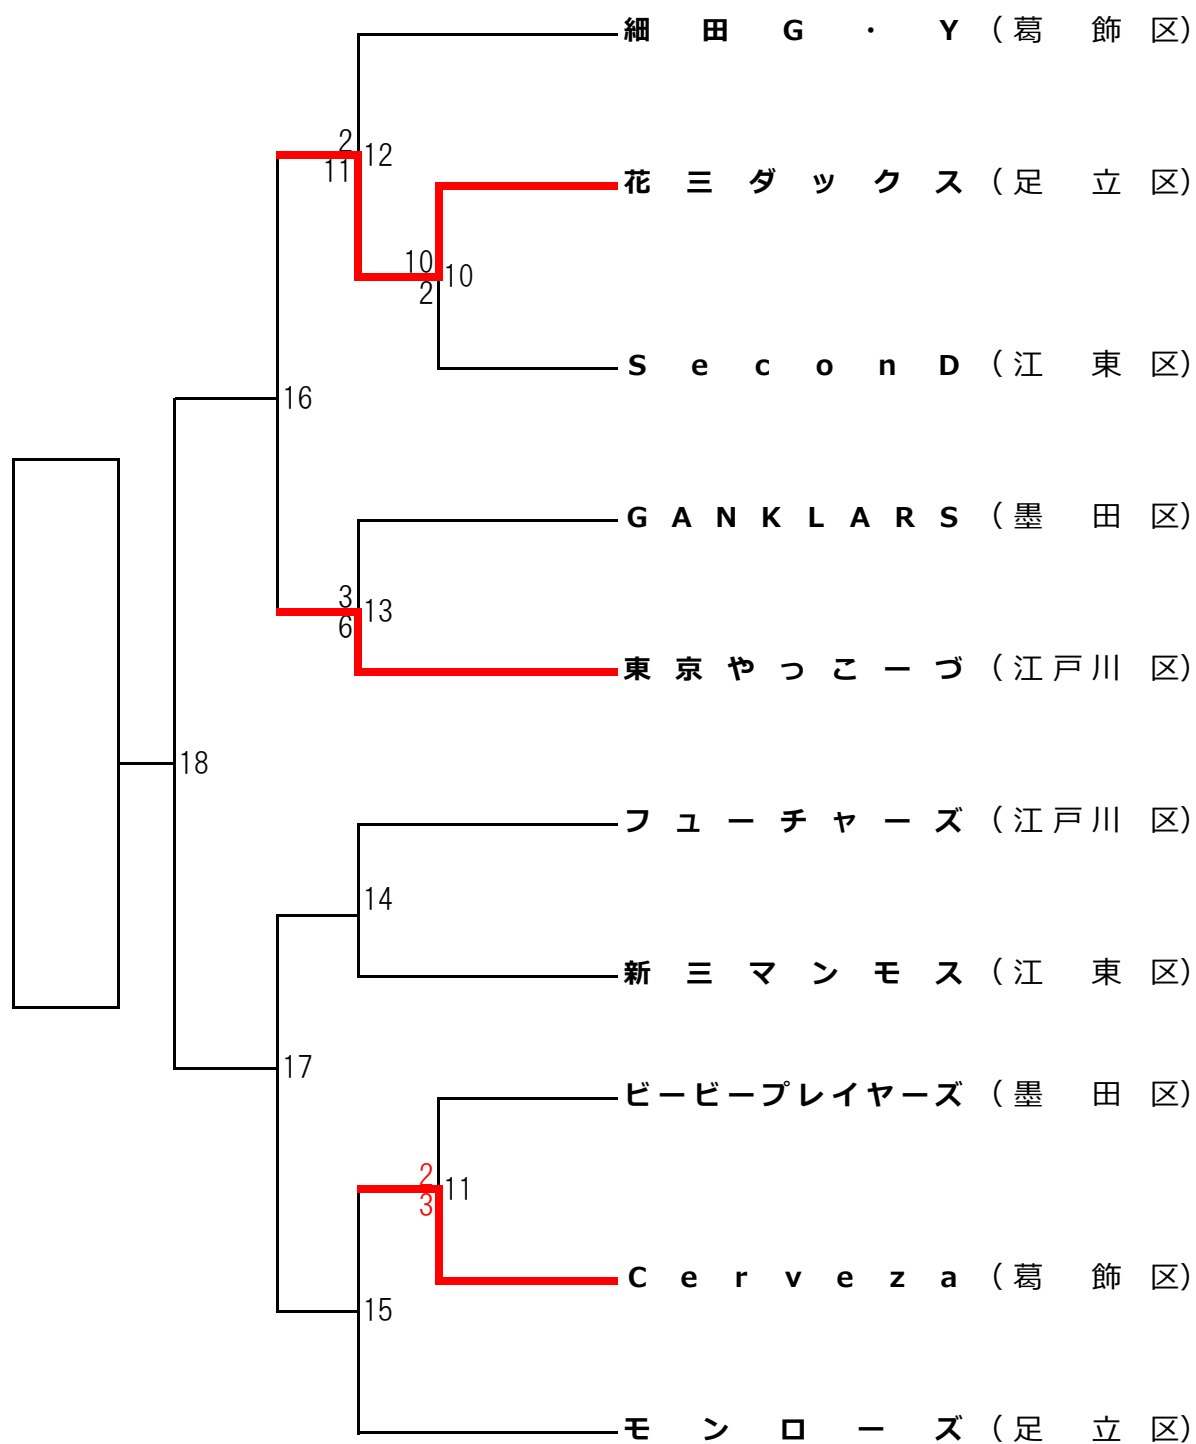 細田G・Y (葛飾区)
2
12
11
花三ダックス (足立区)
10
10
2
SeconD (江東区)
16
GANKLARS (墨田区)
3
13
6
東京やっこーづ (江戸川区)
18
フューチャーズ (江戸川区)
14
新三マンモス (江東区)
17
ビービープレイヤーズ (墨田区)
2
11
3
Cerveza (葛飾区)
15
モンローズ (足立区)